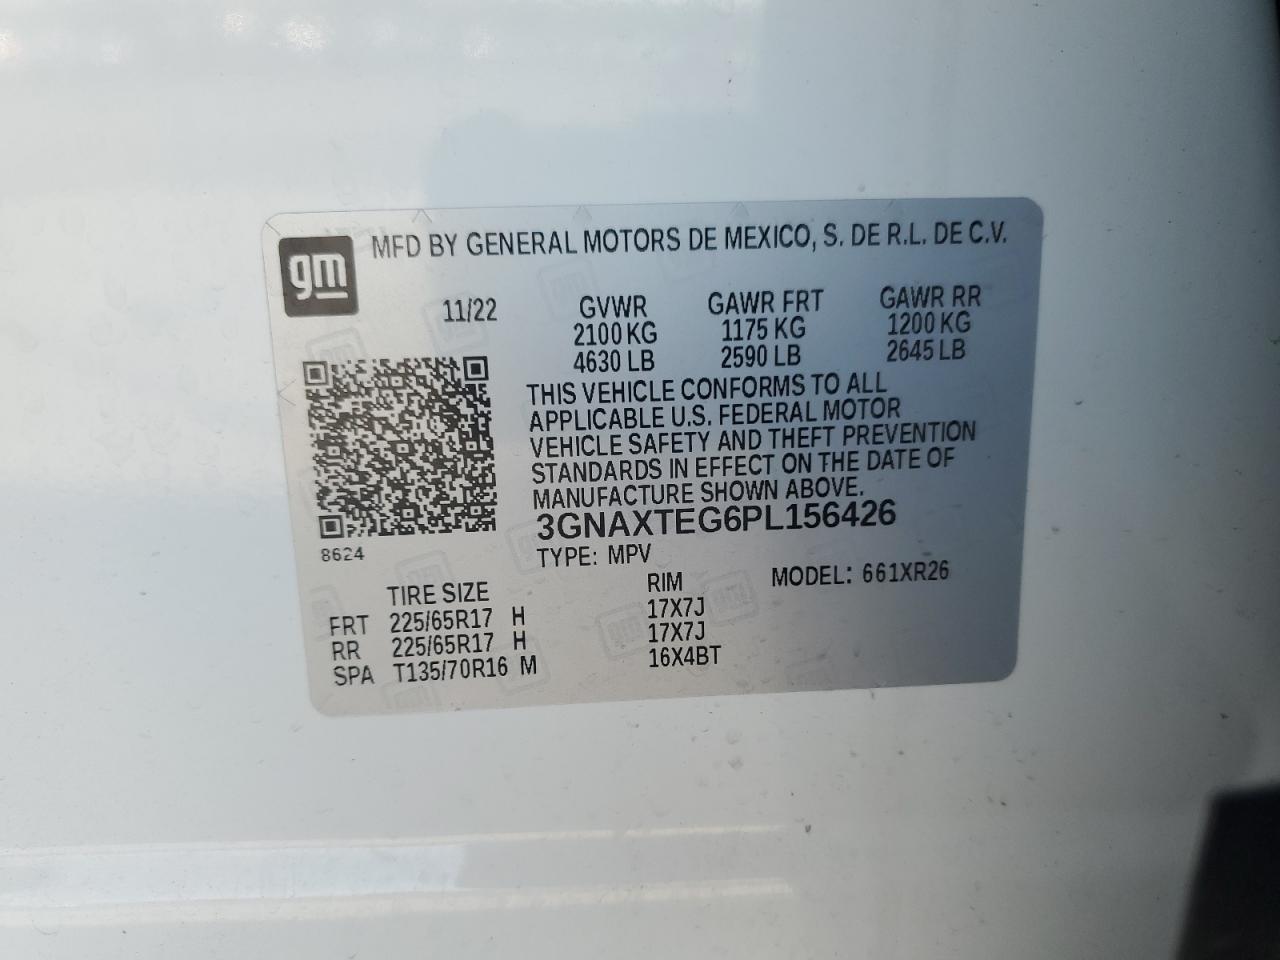 gm
MFD BY GENERAL MOTORS DE MEXICO, S. DE R.L. DE C.V.
11/22 GVWR GAWR FRT GAWR RR
2100 KG 1175 KG 1200 KG
4630 LB 2590 LB 2645 LB
THIS VEHICLE CONFORMS TO ALL
APPLICABLE U.S. FEDERAL MOTOR
VEHICLE SAFETY AND THEFT PREVENTION
STANDARDS IN EFFECT ON THE DATE OF
MANUFACTURE SHOWN ABOVE.
3GNAXTEG6PL156426
8624
TYPE: MPV MODEL: 661XR26
TIRE SIZE RIM
FRT 225/65R17 H 17X7J
RR 225/65R17 H 17X7J
SPA T135/70R16 M 16X4BT